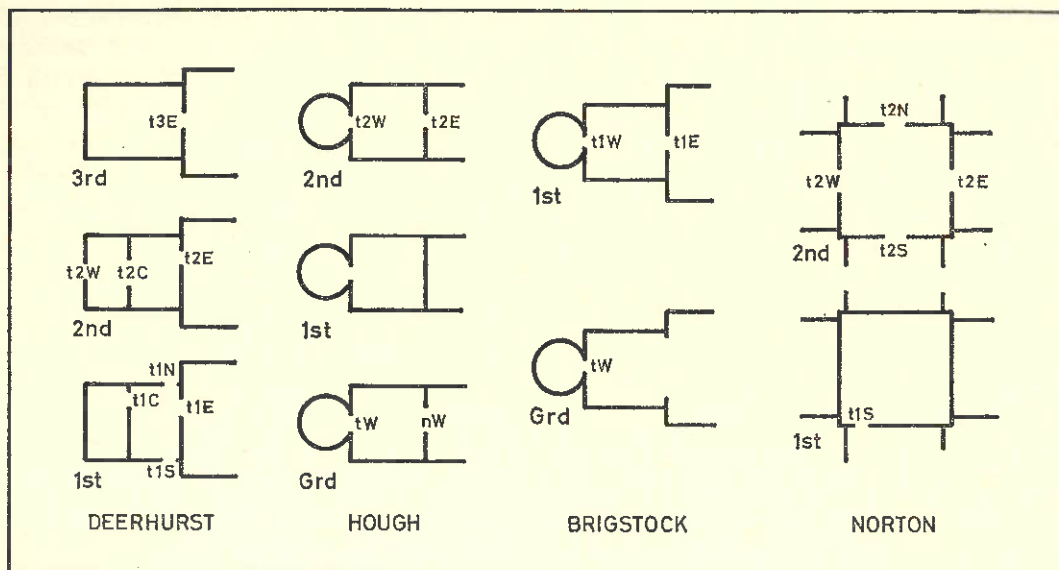 t3E
3rd
t2W
t2C
t2E
2nd
t1N
t1C
t1E
t1S
1st
DEERHURST
t2W
t2E
2nd
1st
tW
nW
Grd
HOUGH
t1W
t1E
1st
tW
Grd
BRIGSTOCK
t2N
t2W
t2E
t2S
2nd
t1S
1st
NORTON